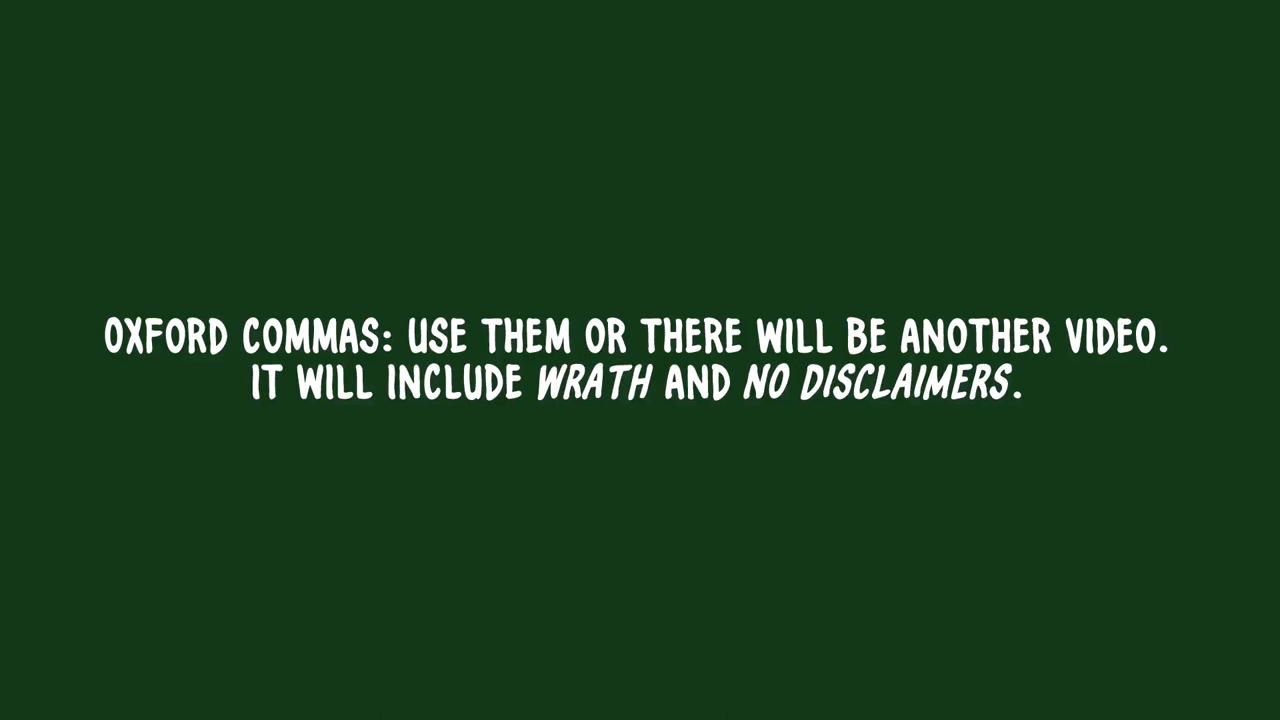 OXFORD COMMAS: USE THEM OR THERE WILL BE ANOTHER VIDEO.
IT WILL INCLUDE WRATH AND NO DISCLAIMERS.